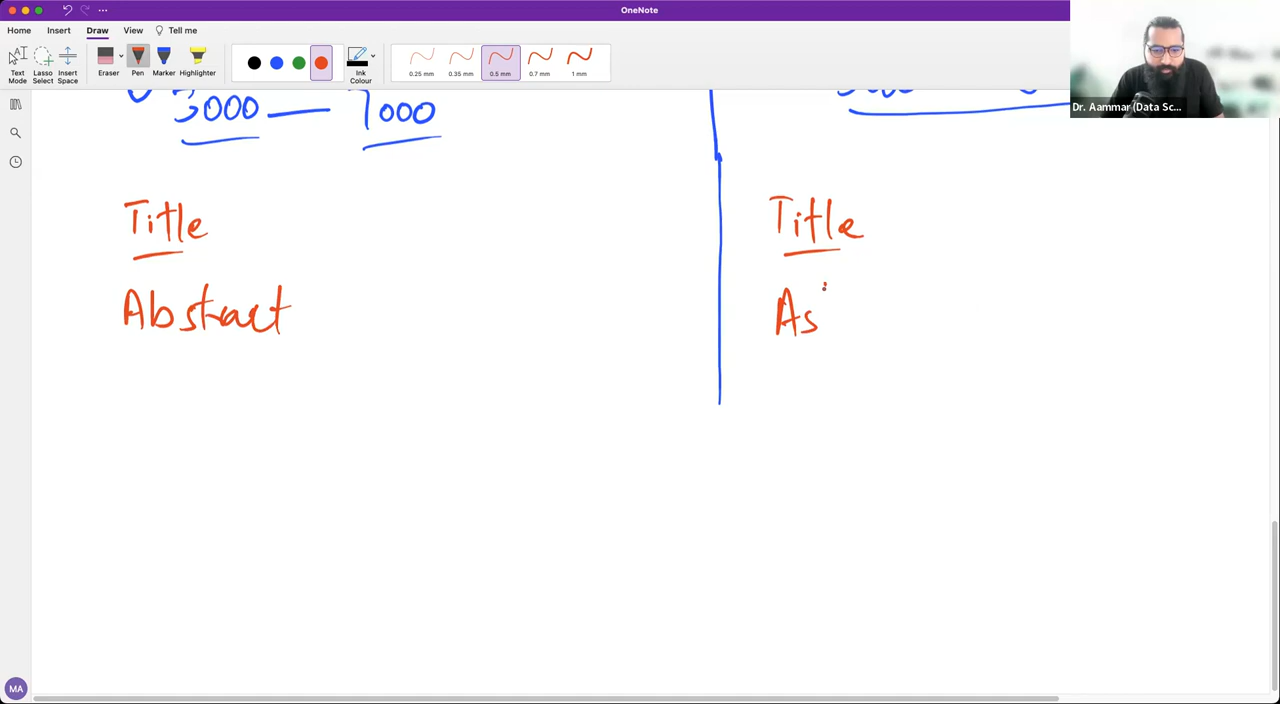 OneNote
Home Insert Draw View Tell me
Text Mode
Lasso Select
Insert Space
Eraser
Pen
Marker
Highlighter
Ink Colour
0.25 mm
0.35 mm
0.5 mm
0.7 mm
1 mm
Dr. Aammar (Data Sc...
3000 — 7000
Title
Title
Abstract
As
MA